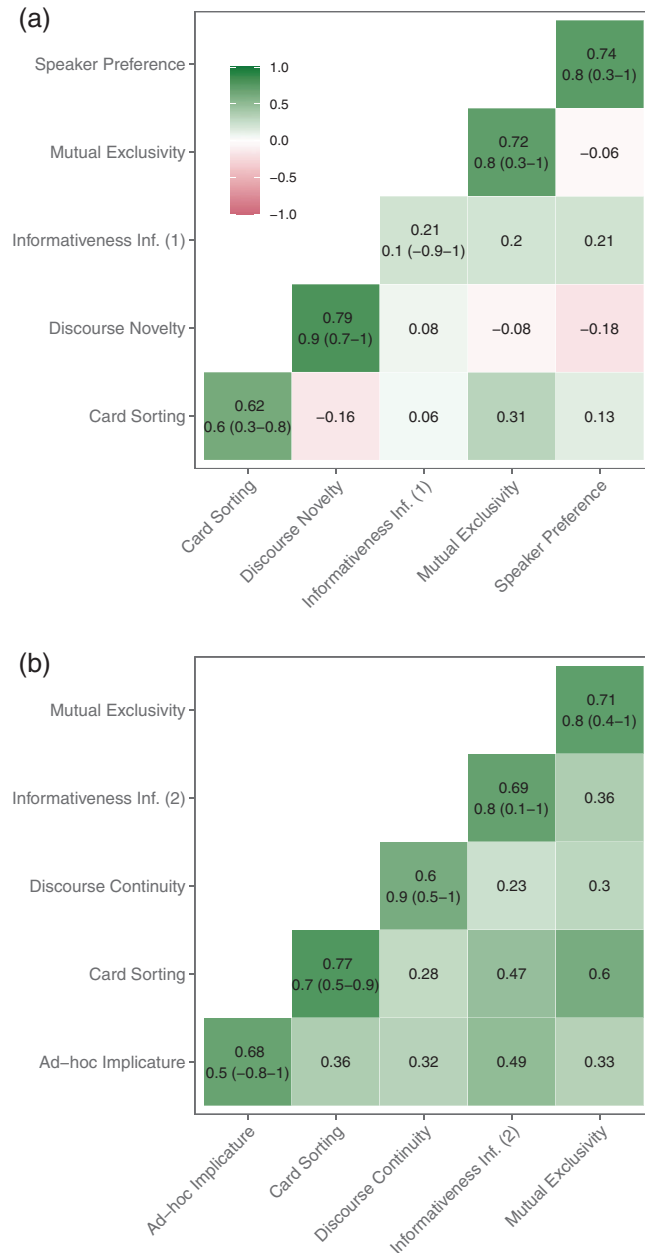 (a)
Speaker Preference
Mutual Exclusivity
Informativeness Inf. (1)
Discourse Novelty
Card Sorting
1.0
0.5
0.0
−0.5
−1.0
0.74
0.8 (0.3−1)
0.72
0.8 (0.3−1)
−0.06
0.21
0.1 (−0.9−1)
0.2
0.21
0.79
0.9 (0.7−1)
0.08
−0.08
−0.18
0.62
0.6 (0.3−0.8)
−0.16
0.06
0.31
0.13
Card Sorting
Discourse Novelty
Informativeness Inf. (1)
Mutual Exclusivity
Speaker Preference
(b)
Mutual Exclusivity
Informativeness Inf. (2)
Discourse Continuity
Card Sorting
Ad−hoc Implicature
0.71
0.8 (0.4−1)
0.69
0.8 (0.1−1)
0.36
0.6
0.9 (0.5−1)
0.23
0.3
0.77
0.7 (0.5−0.9)
0.28
0.47
0.6
0.68
0.5 (−0.8−1)
0.36
0.32
0.49
0.33
Ad−hoc Implicature
Card Sorting
Discourse Continuity
Informativeness Inf. (2)
Mutual Exclusivity